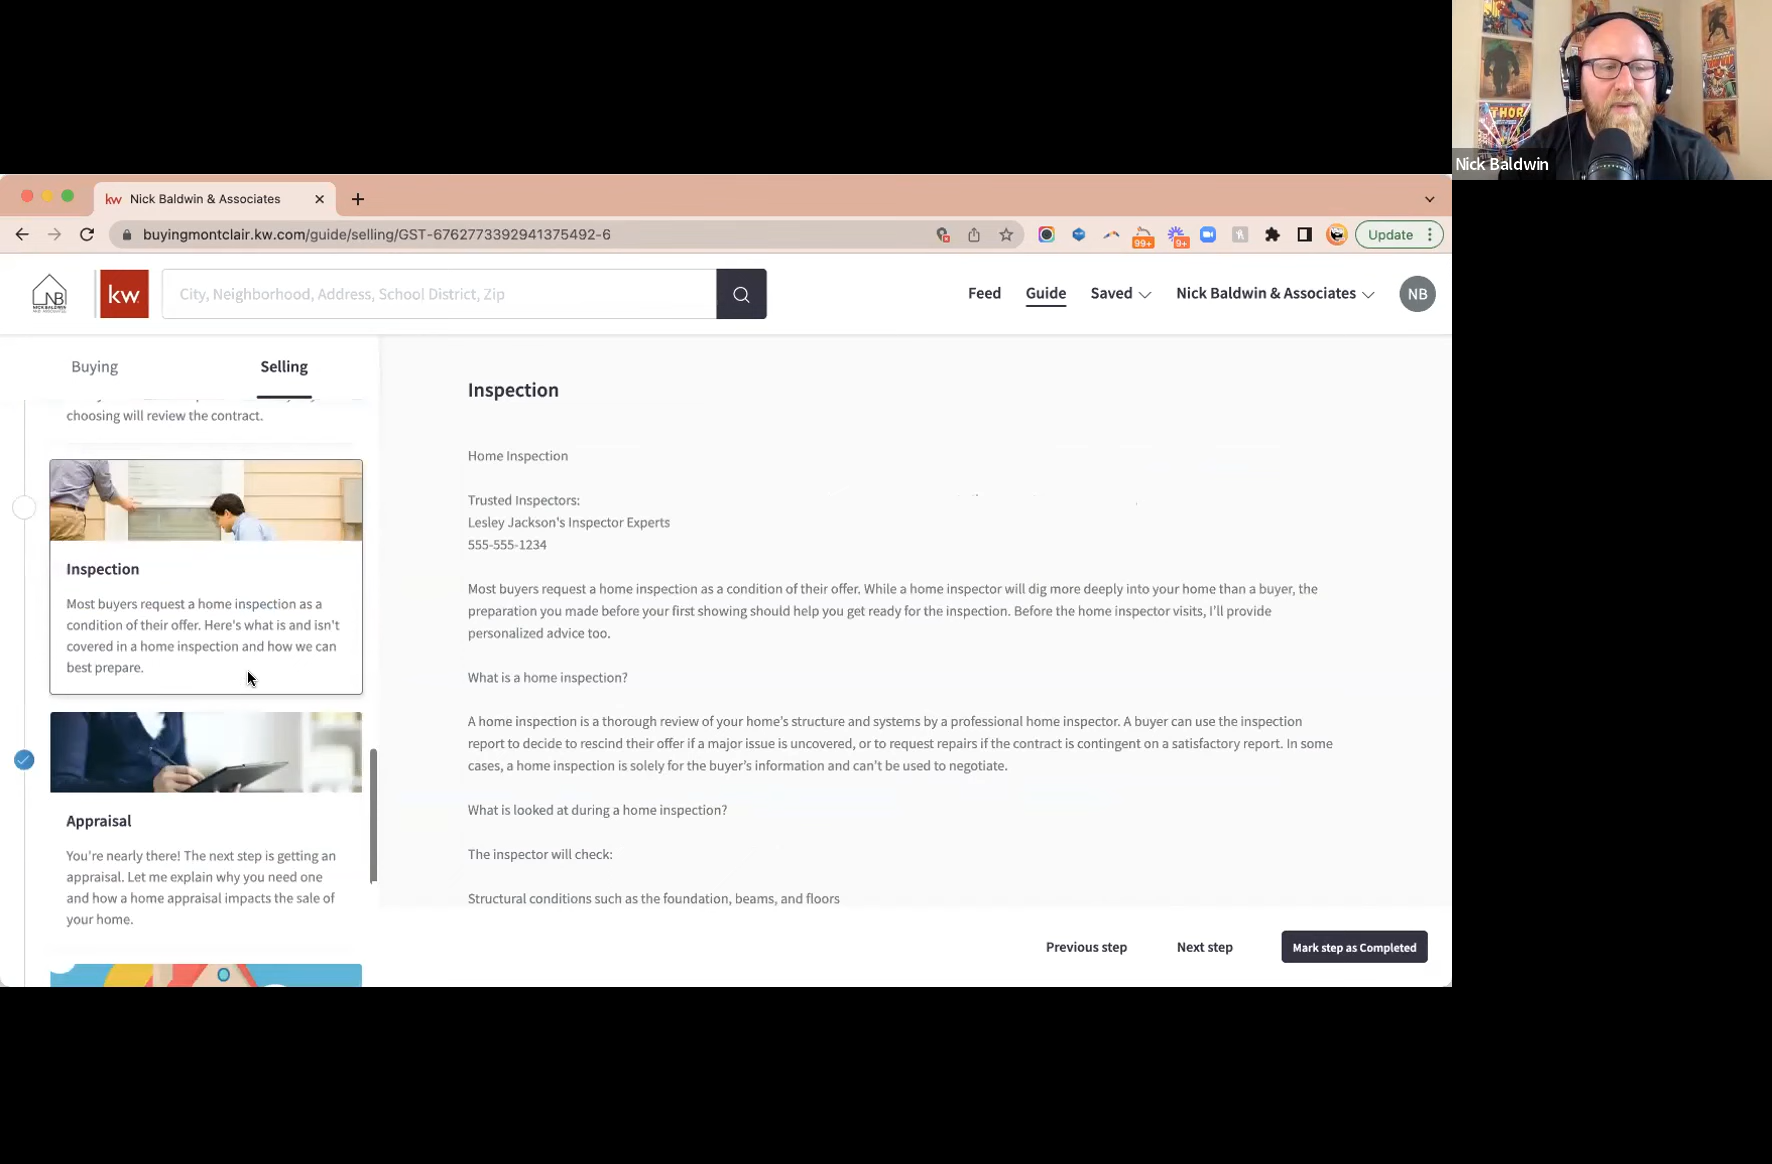 THOR
Nick Baldwin
kw Nick Baldwin & Associates
buyingmontclair.kw.com/guide/selling/GST-6762773392941375492-6
99+
9+
Update
NB
kw
City, Neighborhood, Address, School District, Zip
Feed
Guide
Saved
Nick Baldwin & Associates
NB
Buying
Selling
choosing will review the contract.
Inspection
Most buyers request a home inspection as a
condition of their offer. Here's what is and isn't
covered in a home inspection and how we can
best prepare.
Appraisal
You're nearly there! The next step is getting an
appraisal. Let me explain why you need one
and how a home appraisal impacts the sale of
your home.
Inspection
Home Inspection
Trusted Inspectors:
Lesley Jackson's Inspector Experts
555-555-1234
Most buyers request a home inspection as a condition of their offer. While a home inspector will dig more deeply into your home than a buyer, the
preparation you made before your first showing should help you get ready for the inspection. Before the home inspector visits, I'll provide
personalized advice too.
What is a home inspection?
A home inspection is a thorough review of your home's structure and systems by a professional home inspector. A buyer can use the inspection
report to decide to rescind their offer if a major issue is uncovered, or to request repairs if the contract is contingent on a satisfactory report. In some
cases, a home inspection is solely for the buyer's information and can't be used to negotiate.
What is looked at during a home inspection?
The inspector will check:
Structural conditions such as the foundation, beams, and floors
Previous step
Next step
Mark step as Completed